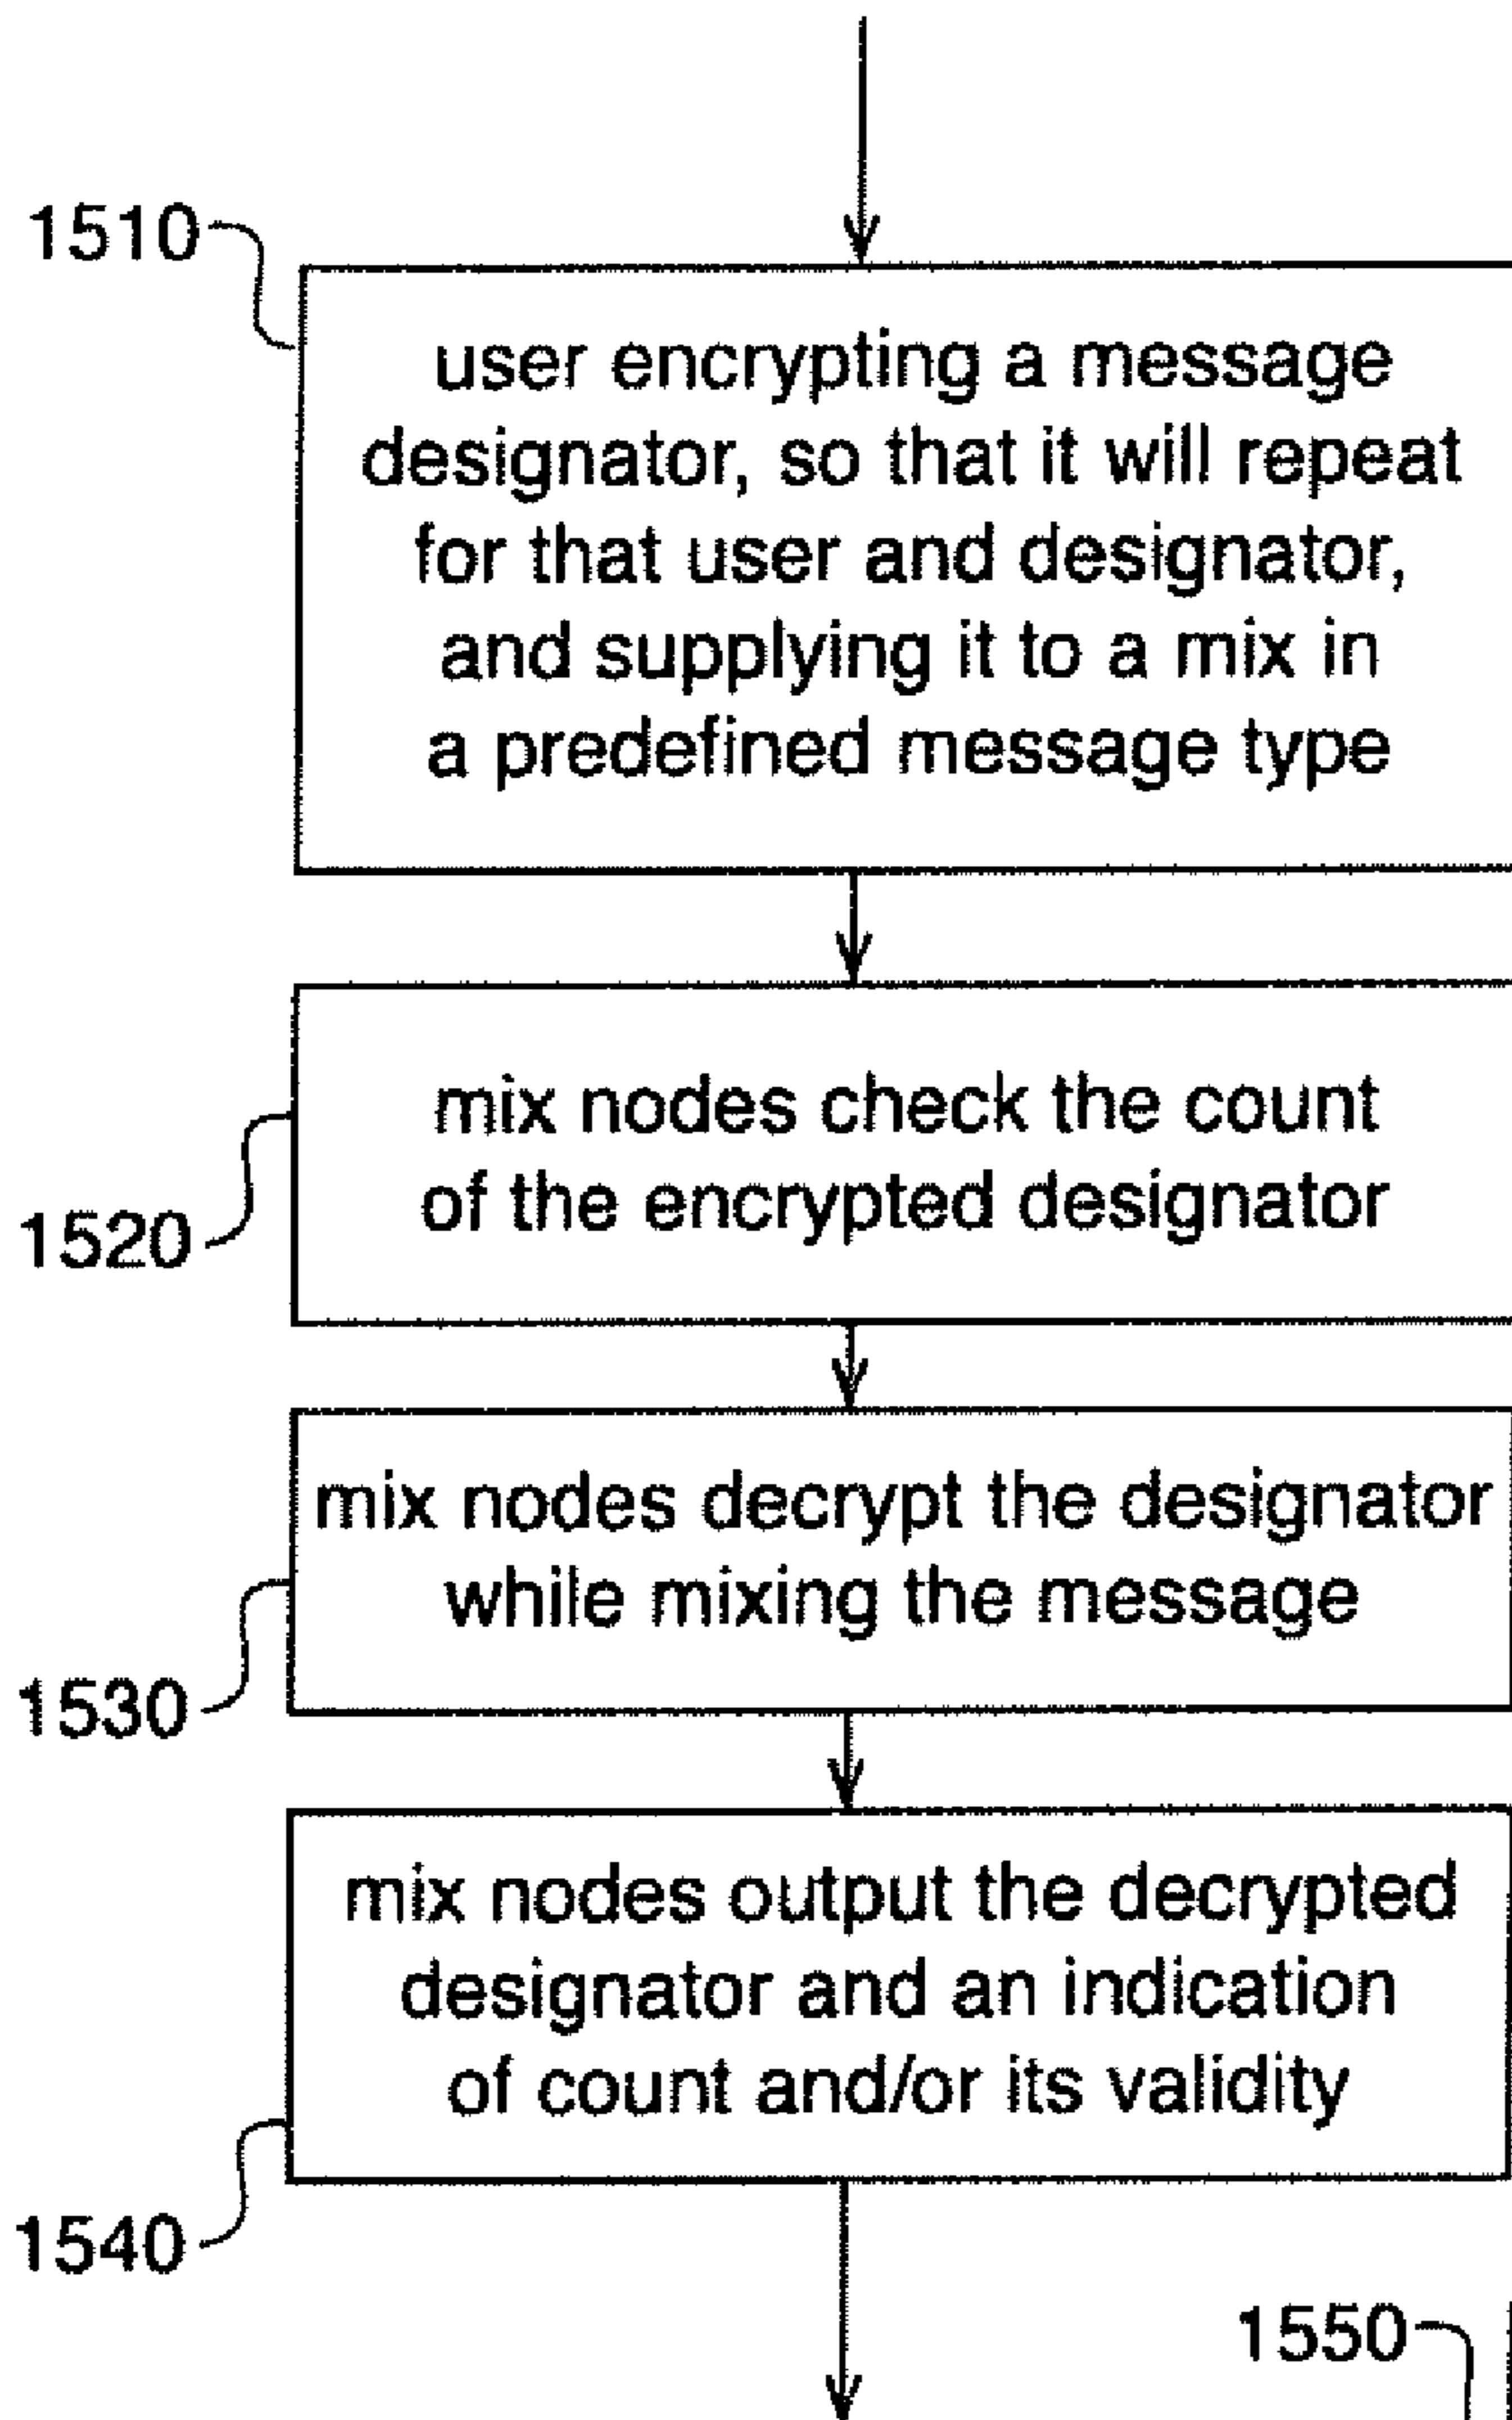 1510
user encrypting a message
designator, so that it will repeat
for that user and designator,
and supplying it to a mix in
a predefined message type
mix nodes check the count
of the encrypted designator
1520
mix nodes decrypt the designator
while mixing the message
1530
mix nodes output the decrypted
designator and an indication
of count and/or its validity
1540
1550